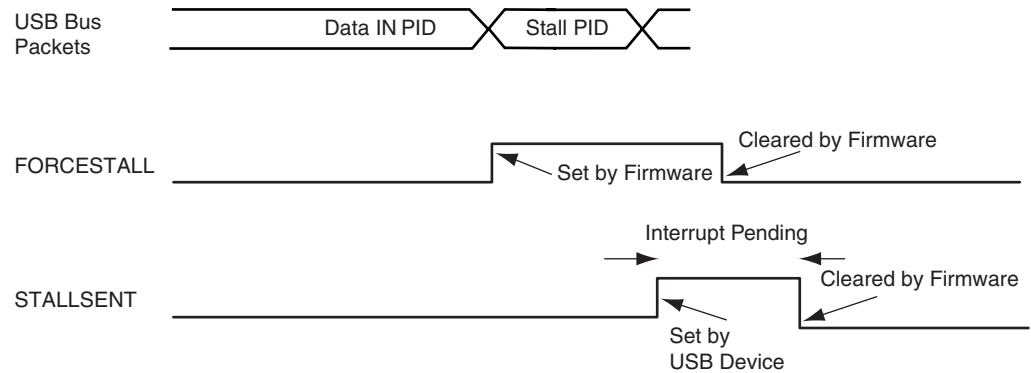 USB Bus
Packets
Data IN PID
Stall PID
FORCESTALL
Set by Firmware
Cleared by Firmware
Interrupt Pending
STALLSENT
Set by
USB Device
Cleared by Firmware